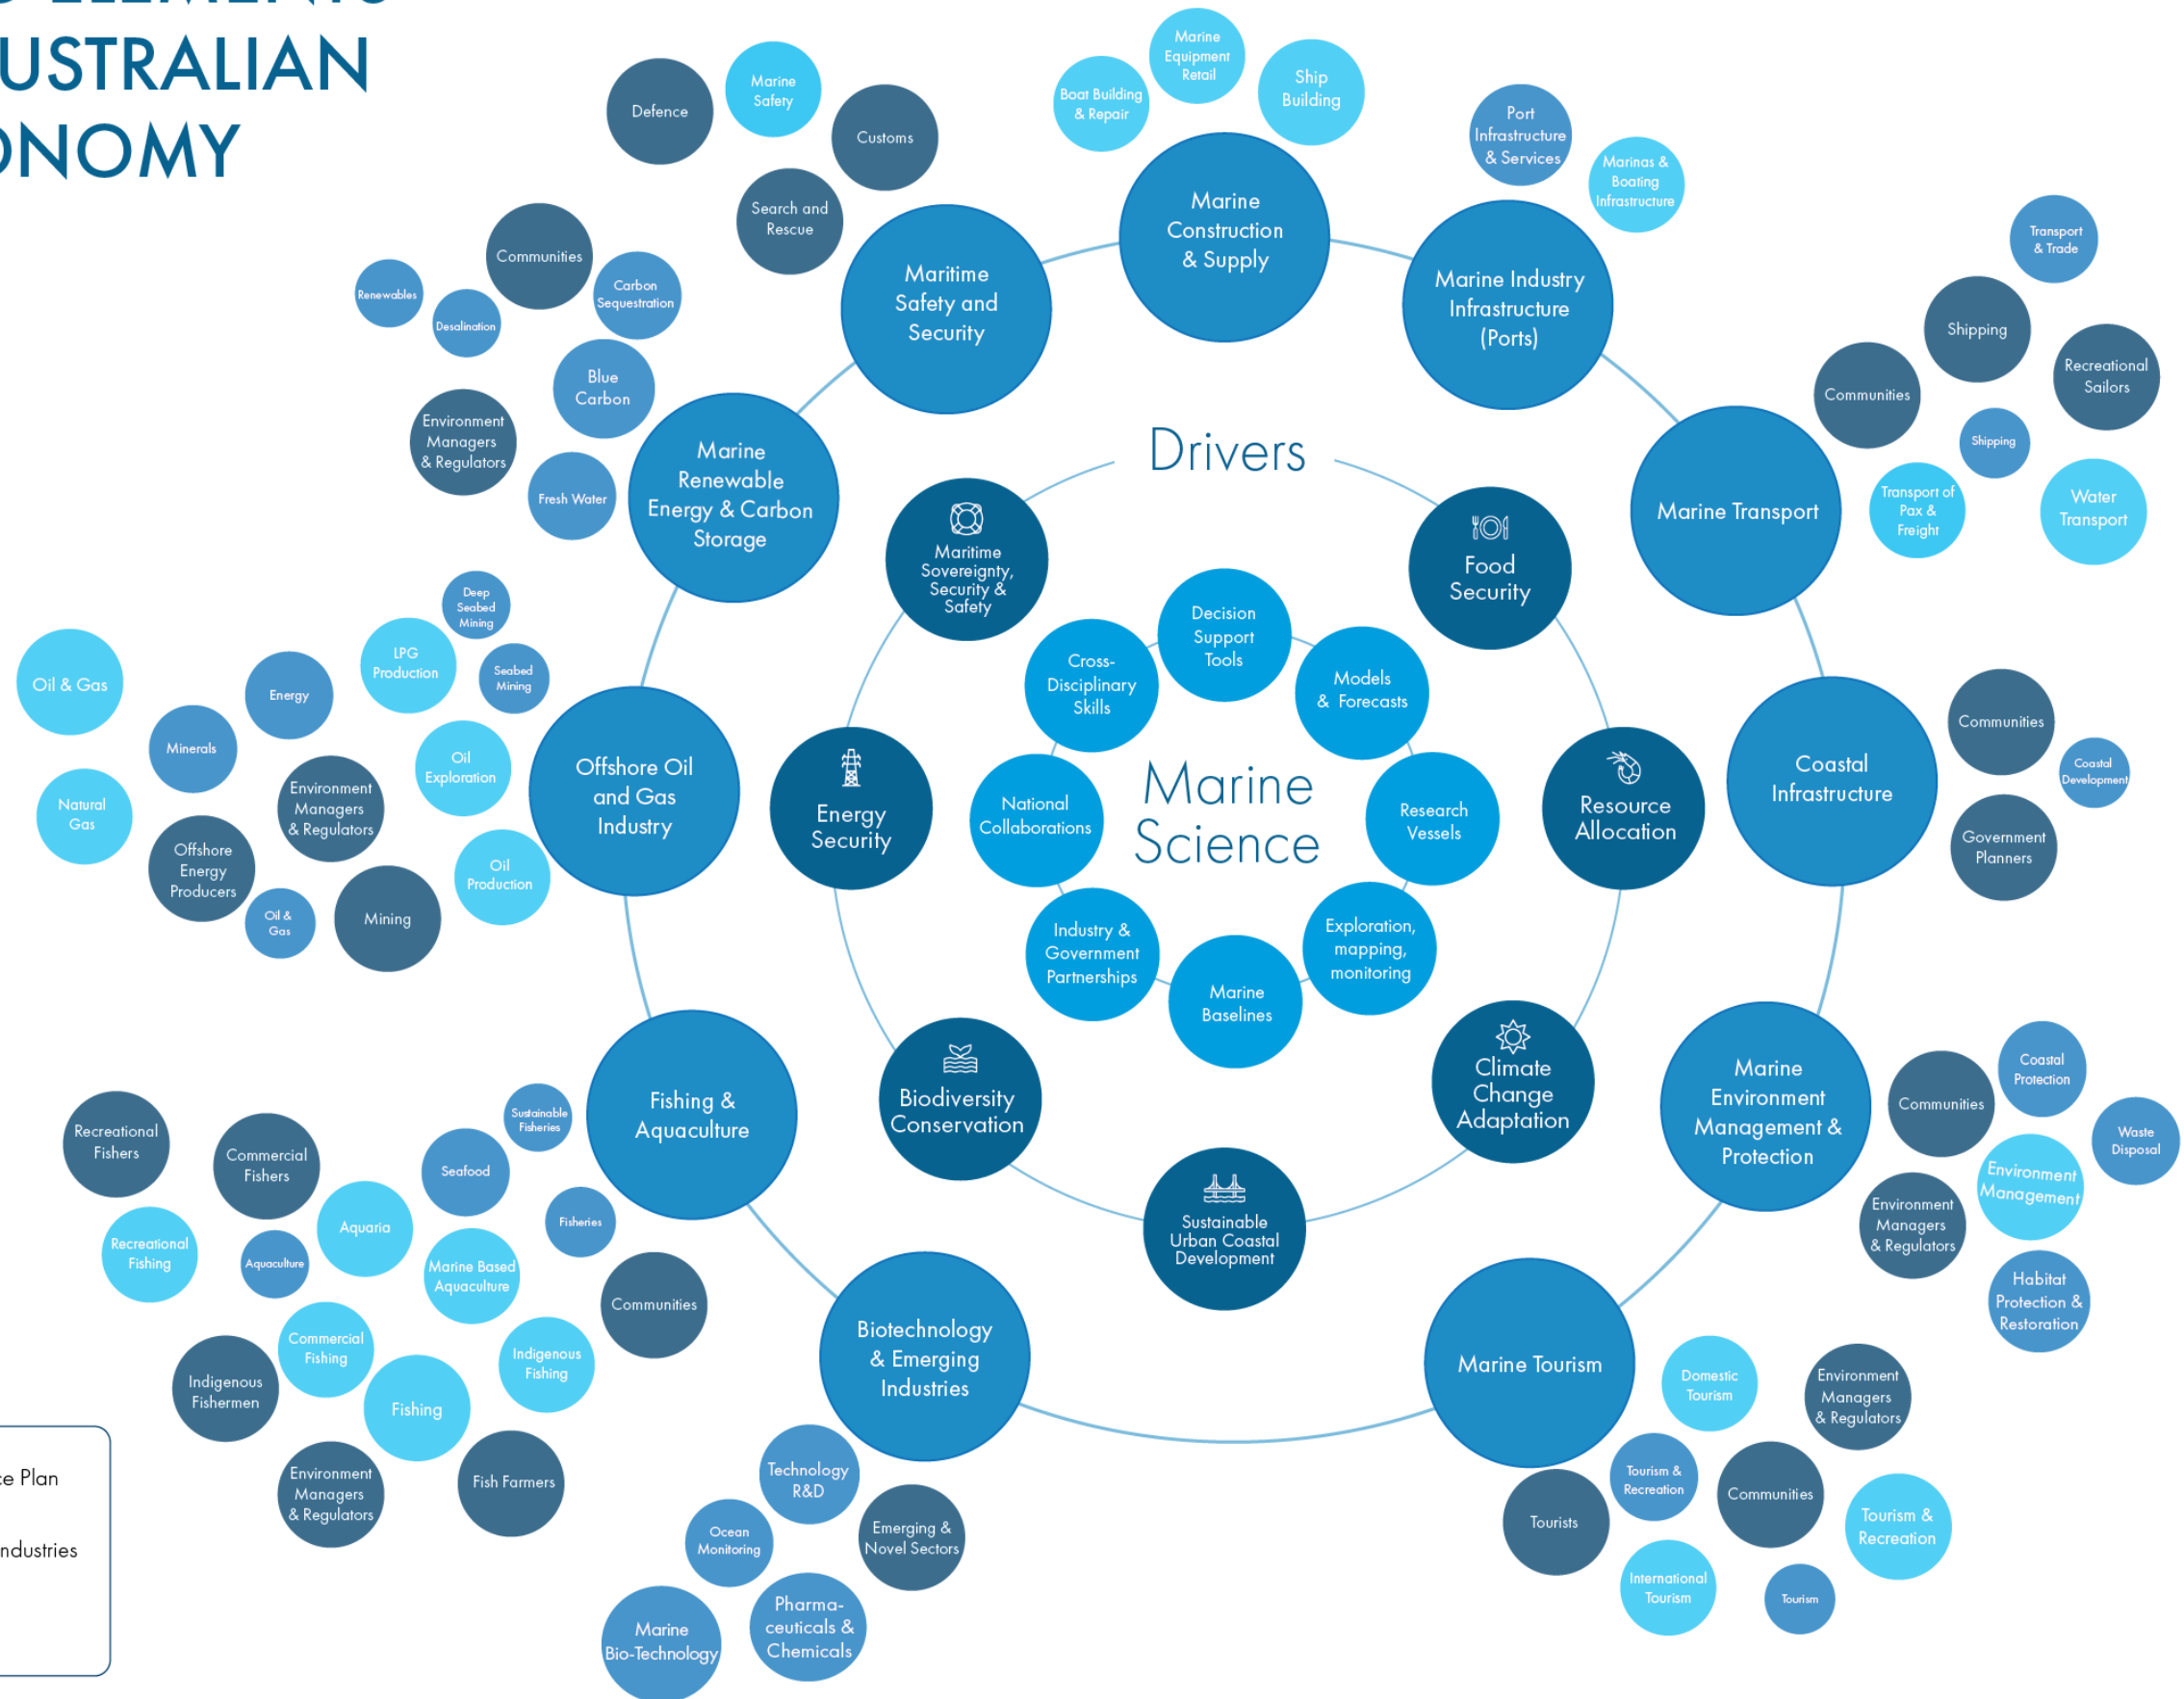 AUSTRALIAN
Defence
Marine
Safety
Customs
Search and
Rescue
Boat Building
& Repair
Marine
Equipment
Retail
Ship
Building
Port
Infrastructure
& Services
Marinas &
Boating
Infrastructure
Transport
& Trade
Shipping
Communities
Recreational
Sailors
Shipping
Transport of
Pax &
Freight
Water
Transport
Renewables
Desalination
Communities
Carbon
Sequestration
Blue
Carbon
Environment
Managers
& Regulators
Fresh Water
Maritime
Safety and
Security
Marine
Construction
& Supply
Marine Industry
Infrastructure
(Ports)
Marine Transport
Marine
Renewable
Energy & Carbon
Storage
Drivers
Maritime
Sovereignty,
Security &
Safety
Food
Security
Decision
Support
Tools
Cross-
Disciplinary
Skills
Models
& Forecasts
Oil & Gas
Natural
Gas
Minerals
Energy
LPG
Production
Deep
Seabed
Mining
Seabed
Mining
Oil
Exploration
Environment
Managers
& Regulators
Offshore
Energy
Producers
Oil &
Gas
Mining
Oil
Production
Offshore Oil
and Gas
Industry
Energy
Security
National
Collaborations
Marine
Science
Research
Vessels
Resource
Allocation
Coastal
Infrastructure
Communities
Coastal
Development
Government
Planners
Industry &
Government
Partnerships
Marine
Baselines
Exploration,
mapping,
monitoring
Biodiversity
Conservation
Climate
Change
Adaptation
Sustainable
Urban Coastal
Development
Marine
Environment
Management &
Protection
Communities
Coastal
Protection
Waste
Disposal
Environment
Management
Environment
Managers
& Regulators
Habitat
Protection &
Restoration
Fishing &
Aquaculture
Recreational
Fishers
Commercial
Fishers
Seafood
Sustainable
Fisheries
Fisheries
Recreational
Fishing
Aquaculture
Aquaria
Marine Based
Aquaculture
Communities
Commercial
Fishing
Indigenous
Fishermen
Fishing
Indigenous
Fishing
Environment
Managers
& Regulators
Fish Farmers
Biotechnology
& Emerging
Industries
Technology
R&D
Ocean
Monitoring
Emerging &
Novel Sectors
Marine
Bio-Technology
Pharma-
ceuticals &
Chemicals
Marine Tourism
Domestic
Tourism
Environment
Managers
& Regulators
Tourism &
Recreation
Communities
Tourists
Tourism &
Recreation
International
Tourism
Tourism
Plan